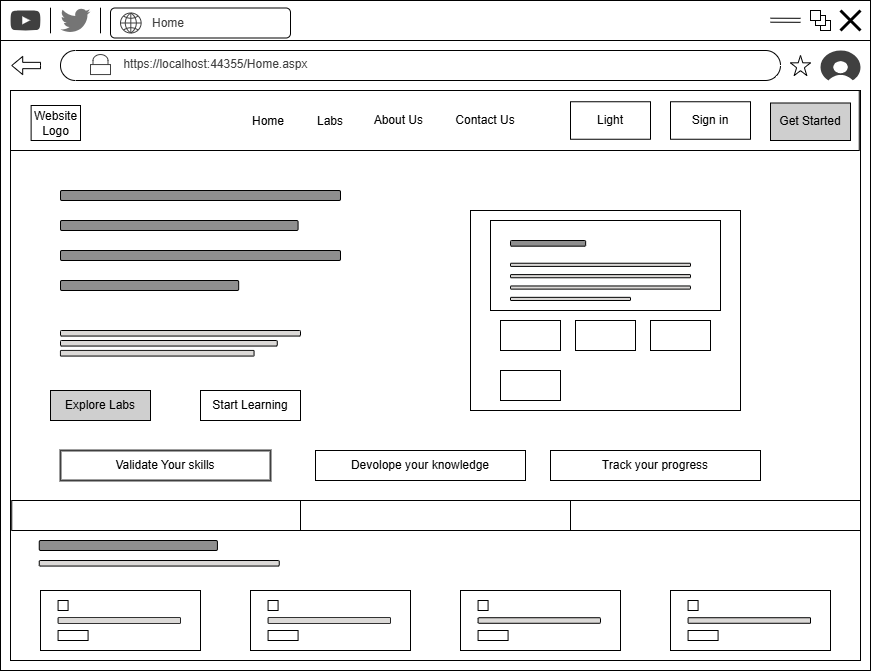 Home
https://localhost:44355/Home.aspx
Website
Logo
Home
Labs
About Us
Contact Us
Light
Sign in
Get Started
Explore Labs
Start Learning
Validate Your skills
Devolope your knowledge
Track your progress